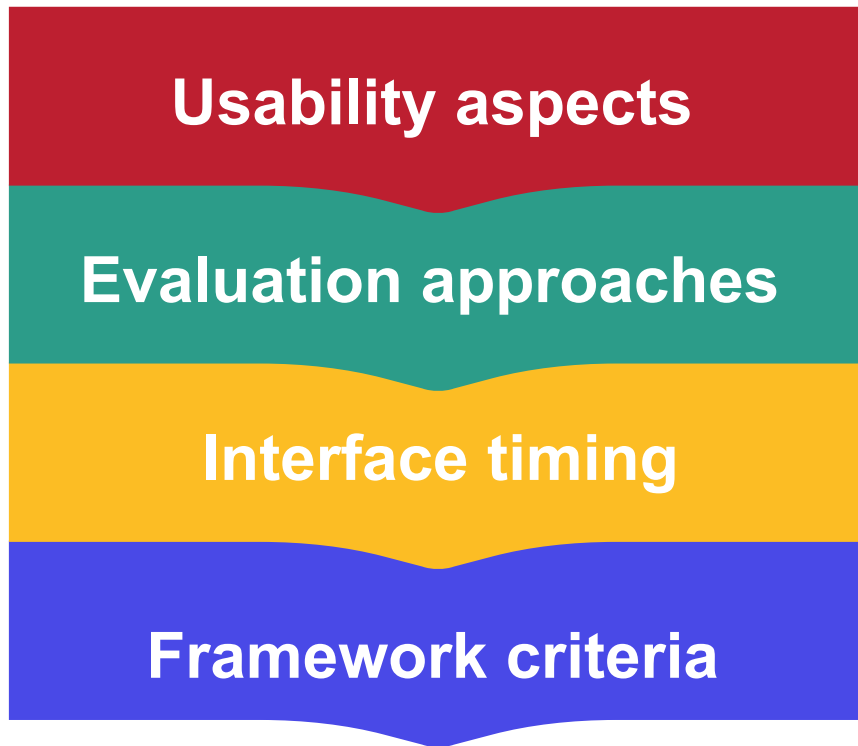 Usability aspects
Evaluation approaches
Interface timing
Framework criteria